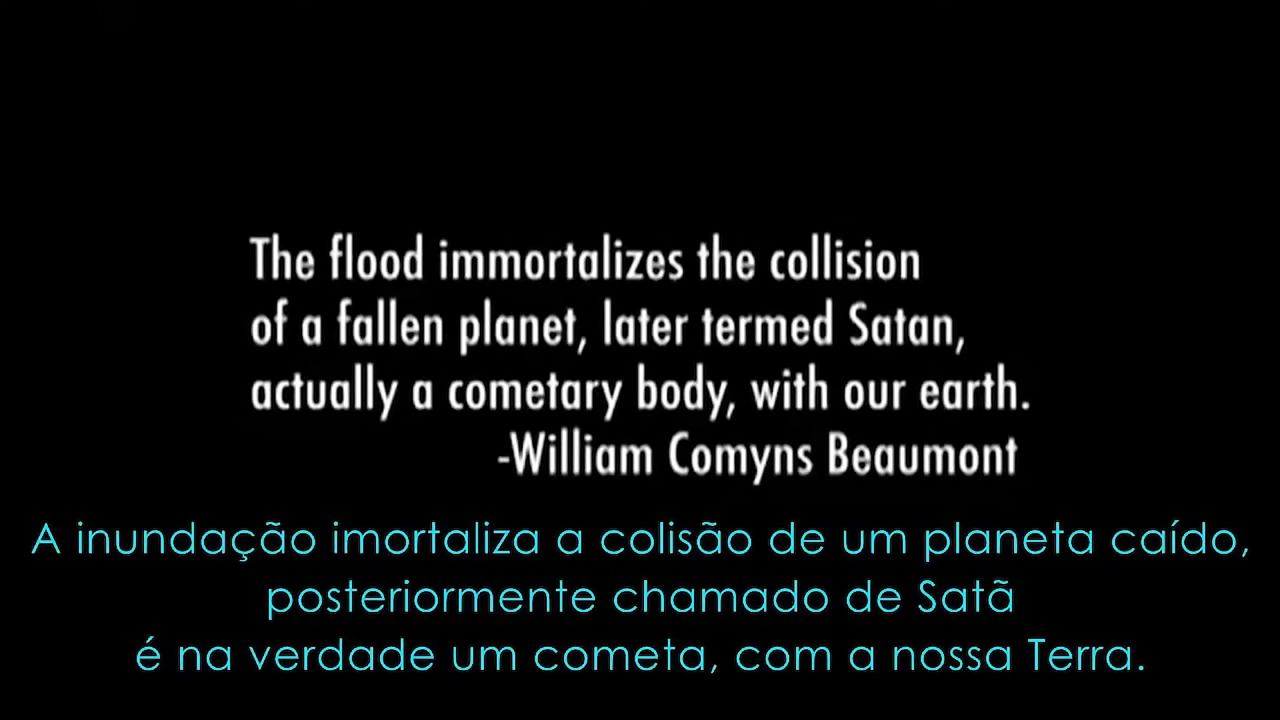 The flood immortalizes the collision
of a fallen planet, later termed Satan,
actually a cometary body, with our earth.
-William Comyns Beaumont
A inundação imortaliza a colisão de um planeta caído,
posteriormente chamado de Satã
é na verdade um cometa, com a nossa Terra.